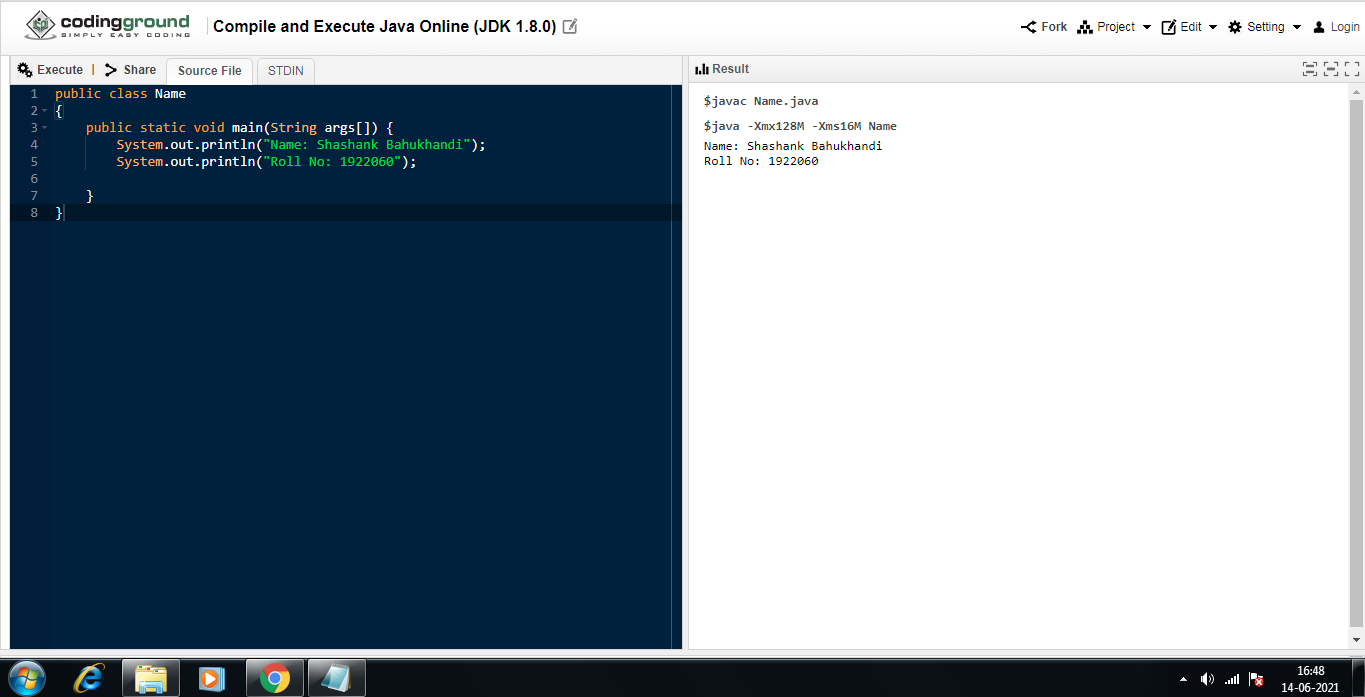 codingground
SIMPLY EASY CODING
Compile and Execute Java Online (JDK 1.8.0)
Fork
Project
Edit
Setting
Login
Execute | Share
Source File
STDIN
1 public class Name
2 {
3     public static void main(String args[]) {
4         System.out.println("Name: Shashank Bahukhandi");
5         System.out.println("Roll No: 1922060");
6
7     }
8 }
Result
$javac Name.java
$java -Xmx128M -Xms16M Name
Name: Shashank Bahukhandi
Roll No: 1922060
16:48
14-06-2021